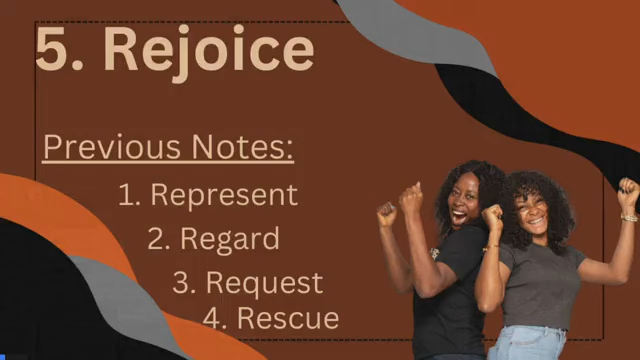 5. Rejoice
Previous Notes:
1. Represent
2. Regard
3. Request
4. Rescue